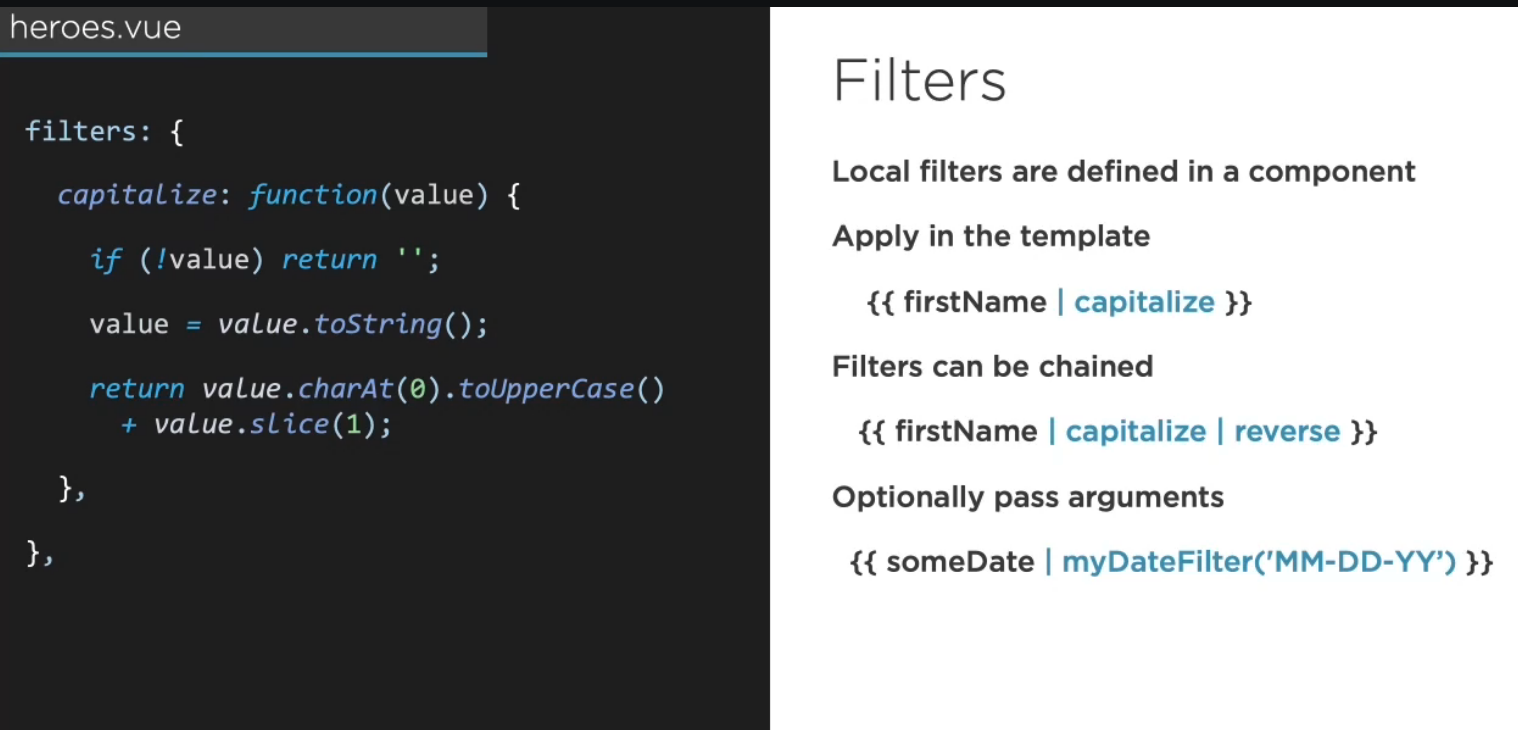 heroes.vue
filters: {
capitalize: function(value) {
if (!value) return '';
value = value.toString();
return value.charAt(0).toUpperCase()
+ value.slice(1);
},
},
Filters
Local filters are defined in a component
Apply in the template
{{ firstName | capitalize }}
Filters can be chained
{{ firstName | capitalize | reverse }}
Optionally pass arguments
{{ someDate | myDateFilter('MM-DD-YY’) }}